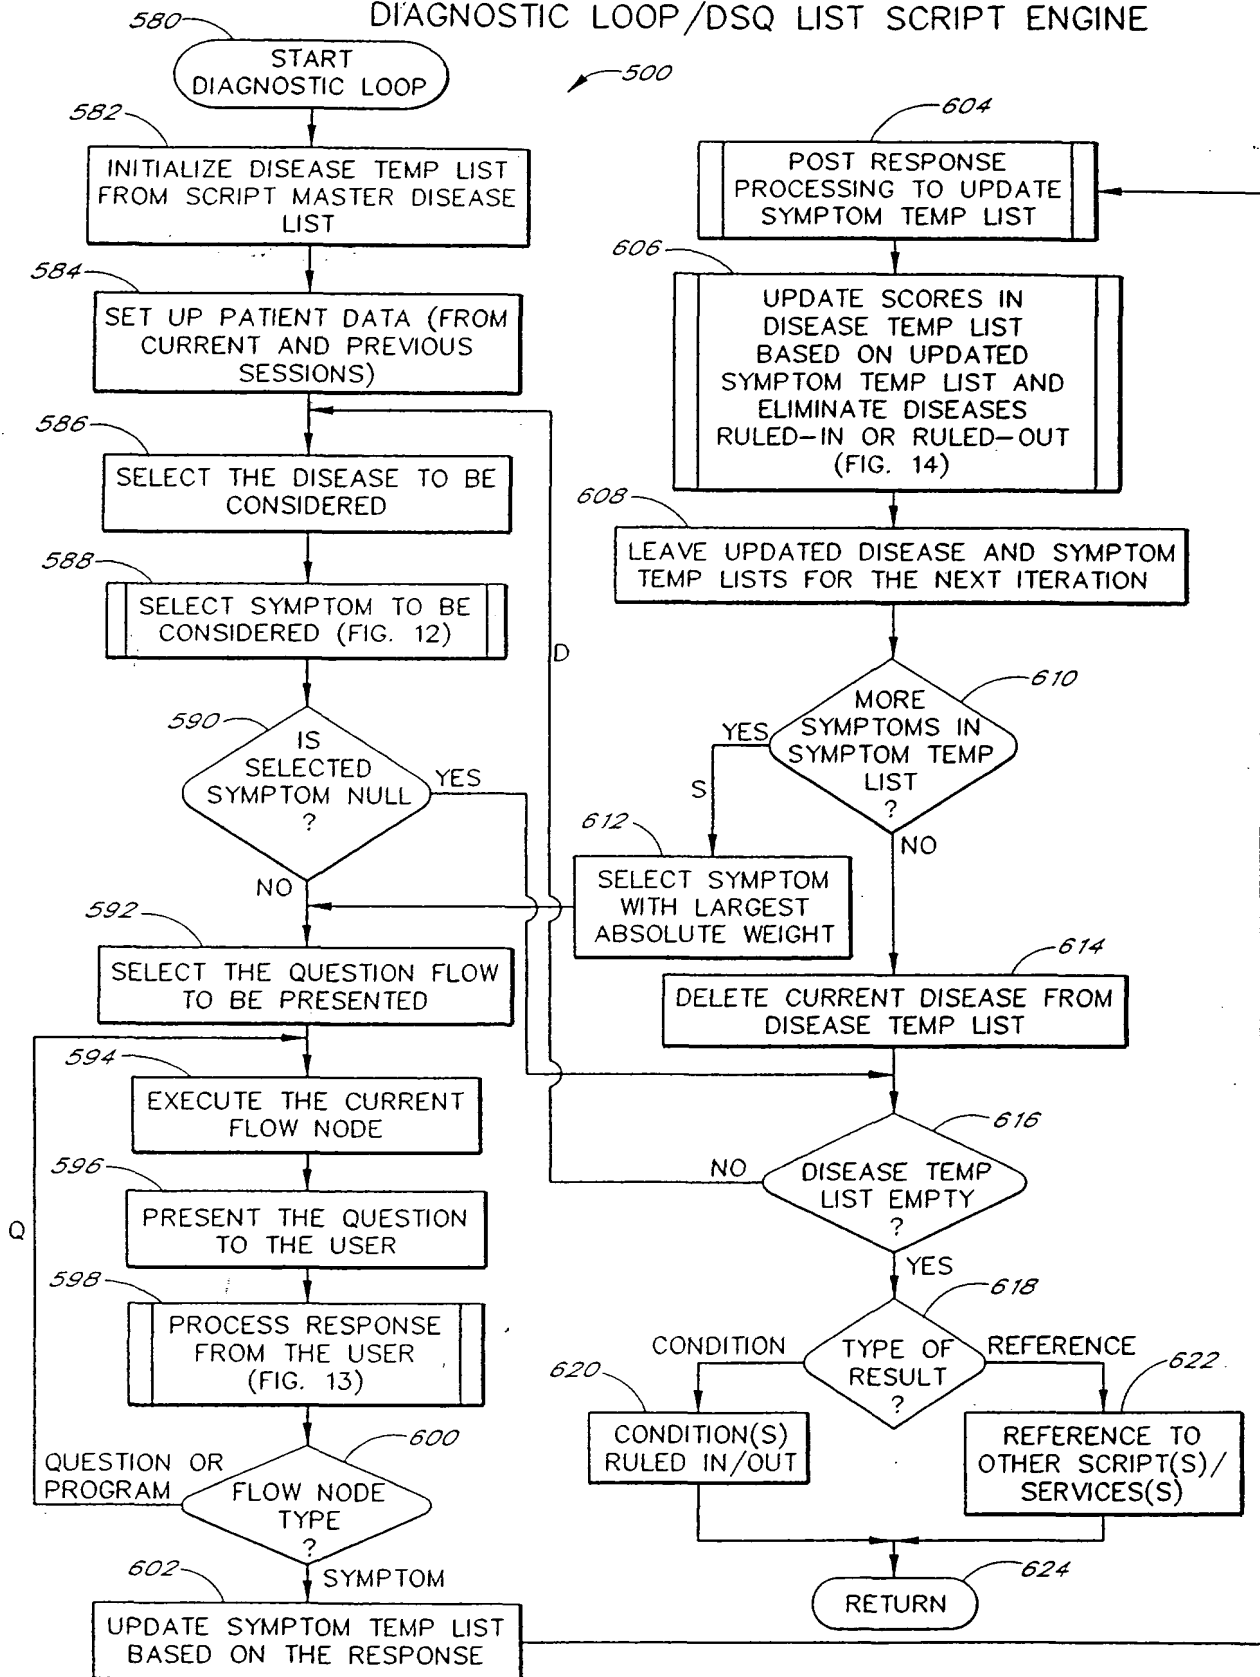 DIAGNOSTIC LOOP/DSQ LIST SCRIPT ENGINE
580
START
DIAGNOSTIC LOOP
500
582
INITIALIZE DISEASE TEMP LIST
FROM SCRIPT MASTER DISEASE
LIST
584
SET UP PATIENT DATA (FROM
CURRENT AND PREVIOUS
SESSIONS)
586
SELECT THE DISEASE TO BE
CONSIDERED
588
SELECT SYMPTOM TO BE
CONSIDERED (FIG. 12)
D
590
IS
SELECTED
SYMPTOM NULL
?
YES
NO
592
SELECT THE QUESTION FLOW
TO BE PRESENTED
594
EXECUTE THE CURRENT
FLOW NODE
596
PRESENT THE QUESTION
TO THE USER
Q
598
PROCESS RESPONSE
FROM THE USER
(FIG. 13)
600
QUESTION OR
PROGRAM
FLOW NODE
TYPE
?
SYMPTOM
602
UPDATE SYMPTOM TEMP LIST
BASED ON THE RESPONSE
604
POST RESPONSE
PROCESSING TO UPDATE
SYMPTOM TEMP LIST
606
UPDATE SCORES IN
DISEASE TEMP LIST
BASED ON UPDATED
SYMPTOM TEMP LIST AND
ELIMINATE DISEASES
RULED-IN OR RULED-OUT
(FIG. 14)
608
LEAVE UPDATED DISEASE AND SYMPTOM
TEMP LISTS FOR THE NEXT ITERATION
610
MORE
SYMPTOMS IN
SYMPTOM TEMP
LIST
?
YES
S
NO
612
SELECT SYMPTOM
WITH LARGEST
ABSOLUTE WEIGHT
614
DELETE CURRENT DISEASE FROM
DISEASE TEMP LIST
616
NO
DISEASE TEMP
LIST EMPTY
?
YES
618
CONDITION
TYPE OF
RESULT
?
REFERENCE
620
CONDITION(S)
RULED IN/OUT
622
REFERENCE TO
OTHER SCRIPT(S)/
SERVICES(S)
624
RETURN